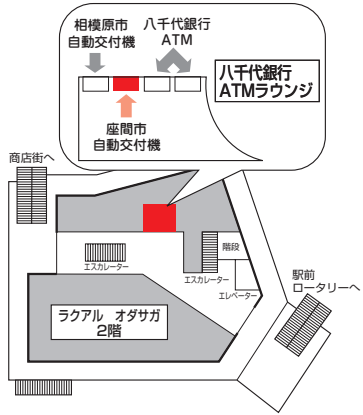 相模原市
自動交付機
八千代銀行
ATM
八千代銀行
ATMラウンジ
座間市
自動交付機
商店街へ
階段
エスカレーター
エスカレーター
エレベーター
駅前
ロータリーへ
ラクアル オダサガ
2階